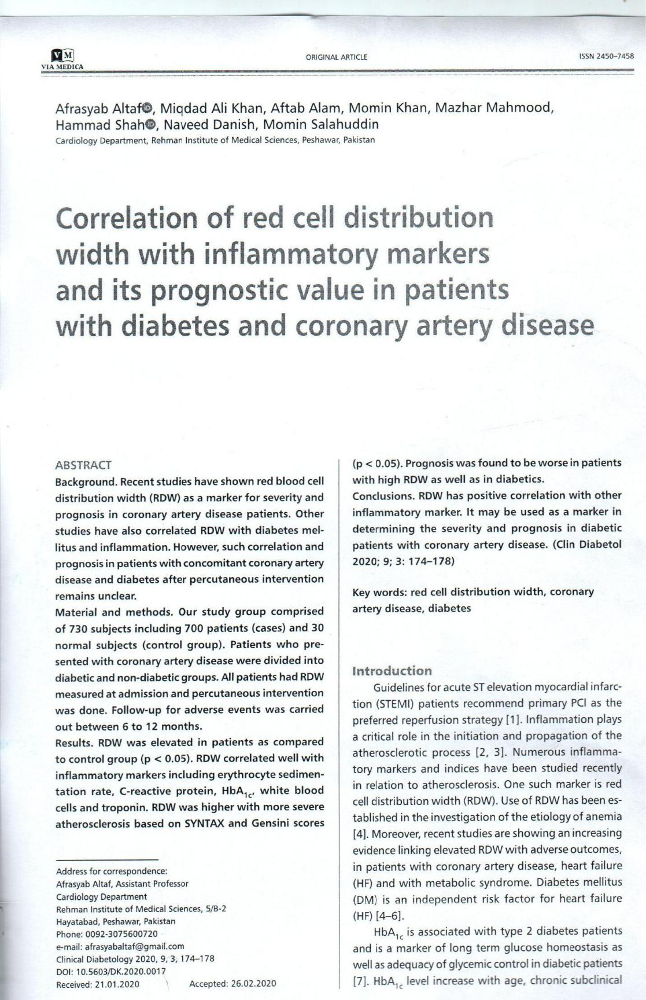 VM
VIA MEDICA
ORIGINAL ARTICLE
ISSN 2450–7458
Afrasyab Altaf iD, Miqdad Ali Khan, Aftab Alam, Momin Khan, Mazhar Mahmood,
Hammad Shah iD, Naveed Danish, Momin Salahuddin
Cardiology Department, Rehman Institute of Medical Sciences, Peshawar, Pakistan
Correlation of red cell distribution
width with inflammatory markers
and its prognostic value in patients
with diabetes and coronary artery disease
ABSTRACT
Background. Recent studies have shown red blood cell
distribution width (RDW) as a marker for severity and
prognosis in coronary artery disease patients. Other
studies have also correlated RDW with diabetes mel-
litus and inflammation. However, such correlation and
prognosis in patients with concomitant coronary artery
disease and diabetes after percutaneous intervention
remains unclear.
Material and methods. Our study group comprised
of 730 subjects including 700 patients (cases) and 30
normal subjects (control group). Patients who pre-
sented with coronary artery disease were divided into
diabetic and non-diabetic groups. All patients had RDW
measured at admission and percutaneous intervention
was done. Follow-up for adverse events was carried
out between 6 to 12 months.
Results. RDW was elevated in patients as compared
to control group (p < 0.05). RDW correlated well with
inflammatory markers including erythrocyte sedimen-
tation rate, C-reactive protein, HbA1c, white blood
cells and troponin. RDW was higher with more severe
atherosclerosis based on SYNTAX and Gensini scores
(p < 0.05). Prognosis was found to be worse in patients
with high RDW as well as in diabetics.
Conclusions. RDW has positive correlation with other
inflammatory marker. It may be used as a marker in
determining the severity and prognosis in diabetic
patients with coronary artery disease. (Clin Diabetol
2020; 9; 3: 174–178)
Key words: red cell distribution width, coronary
artery disease, diabetes
Address for correspondence:
Afrasyab Altaf, Assistant Professor
Cardiology Department
Rehman Institute of Medical Sciences, 5/B-2
Hayatabad, Peshawar, Pakistan
Phone: 0092-3075600720
e-mail: afrasyabaltaf@gmail.com
Clinical Diabetology 2020, 9, 3, 174–178
DOI: 10.5603/DK.2020.0017
Received: 21.01.2020 Accepted: 26.02.2020
Introduction
Guidelines for acute ST elevation myocardial infarc-
tion (STEMI) patients recommend primary PCI as the
preferred reperfusion strategy [1]. Inflammation plays
a critical role in the initiation and propagation of the
atherosclerotic process [2, 3]. Numerous inflamma-
tory markers and indices have been studied recently
in relation to atherosclerosis. One such marker is red
cell distribution width (RDW). Use of RDW has been es-
tablished in the investigation of the etiology of anemia
[4]. Moreover, recent studies are showing an increasing
evidence linking elevated RDW with adverse outcomes,
in patients with coronary artery disease, heart failure
(HF) and with metabolic syndrome. Diabetes mellitus
(DM) is an independent risk factor for heart failure
(HF) [4–6].
HbA1c is associated with type 2 diabetes patients
and is a marker of long term glucose homeostasis as
well as adequacy of glycemic control in diabetic patients
[7]. HbA1c level increase with age, chronic subclinical